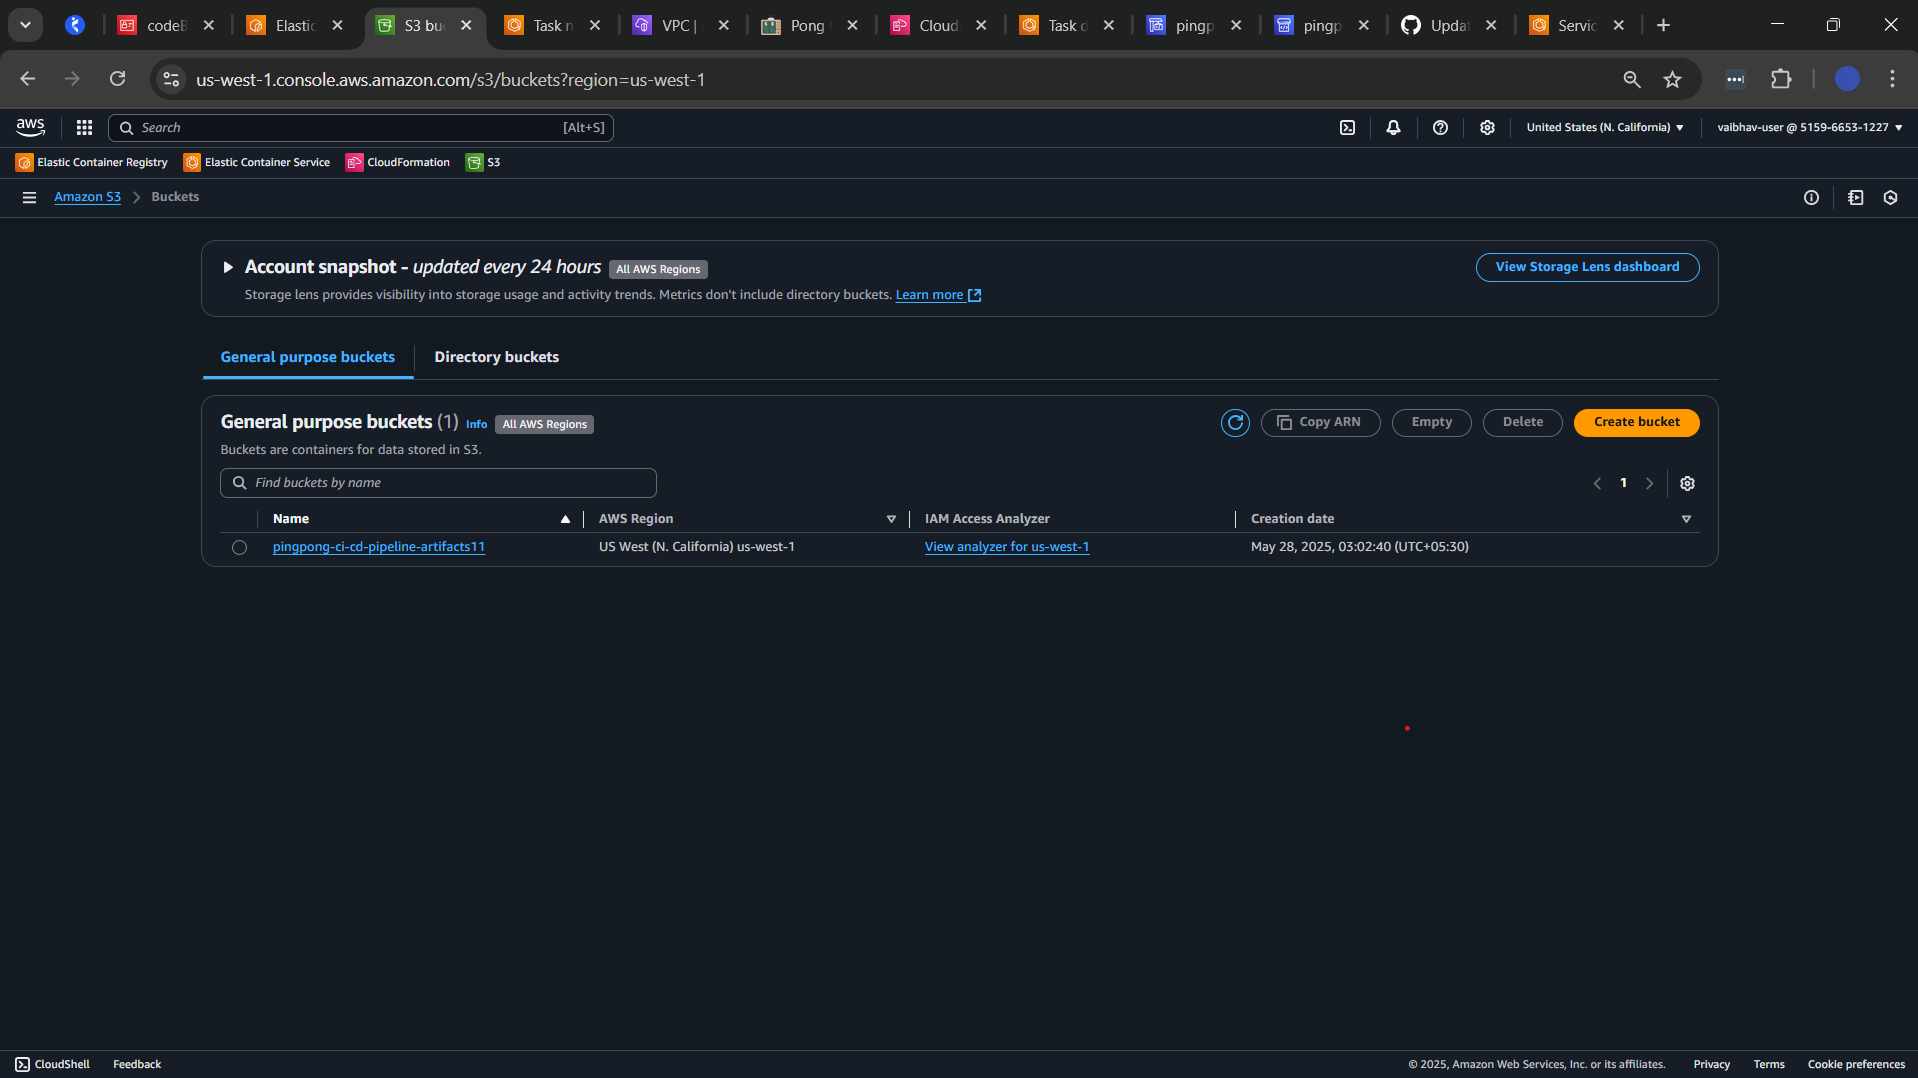 codeB
Elastic
S3 bu
Task n
VPC |
Pong
Cloud
Task d
pingp
pingp
Updat
Servic
us-west-1.console.aws.amazon.com/s3/buckets?region=us-west-1
aws
Search
[Alt+S]
United States (N. California)
vaibhav-user @ 5159-6653-1227
Elastic Container Registry
Elastic Container Service
CloudFormation
S3
Amazon S3
Buckets
Account snapshot - updated every 24 hours
All AWS Regions
View Storage Lens dashboard
Storage lens provides visibility into storage usage and activity trends. Metrics don't include directory buckets. Learn more
General purpose buckets
Directory buckets
General purpose buckets (1)
Info
All AWS Regions
Copy ARN
Empty
Delete
Create bucket
Buckets are containers for data stored in S3.
Find buckets by name
1
Name
AWS Region
IAM Access Analyzer
Creation date
pingpong-ci-cd-pipeline-artifacts11
US West (N. California) us-west-1
View analyzer for us-west-1
May 28, 2025, 03:02:40 (UTC+05:30)
CloudShell
Feedback
© 2025, Amazon Web Services, Inc. or its affiliates.
Privacy
Terms
Cookie preferences